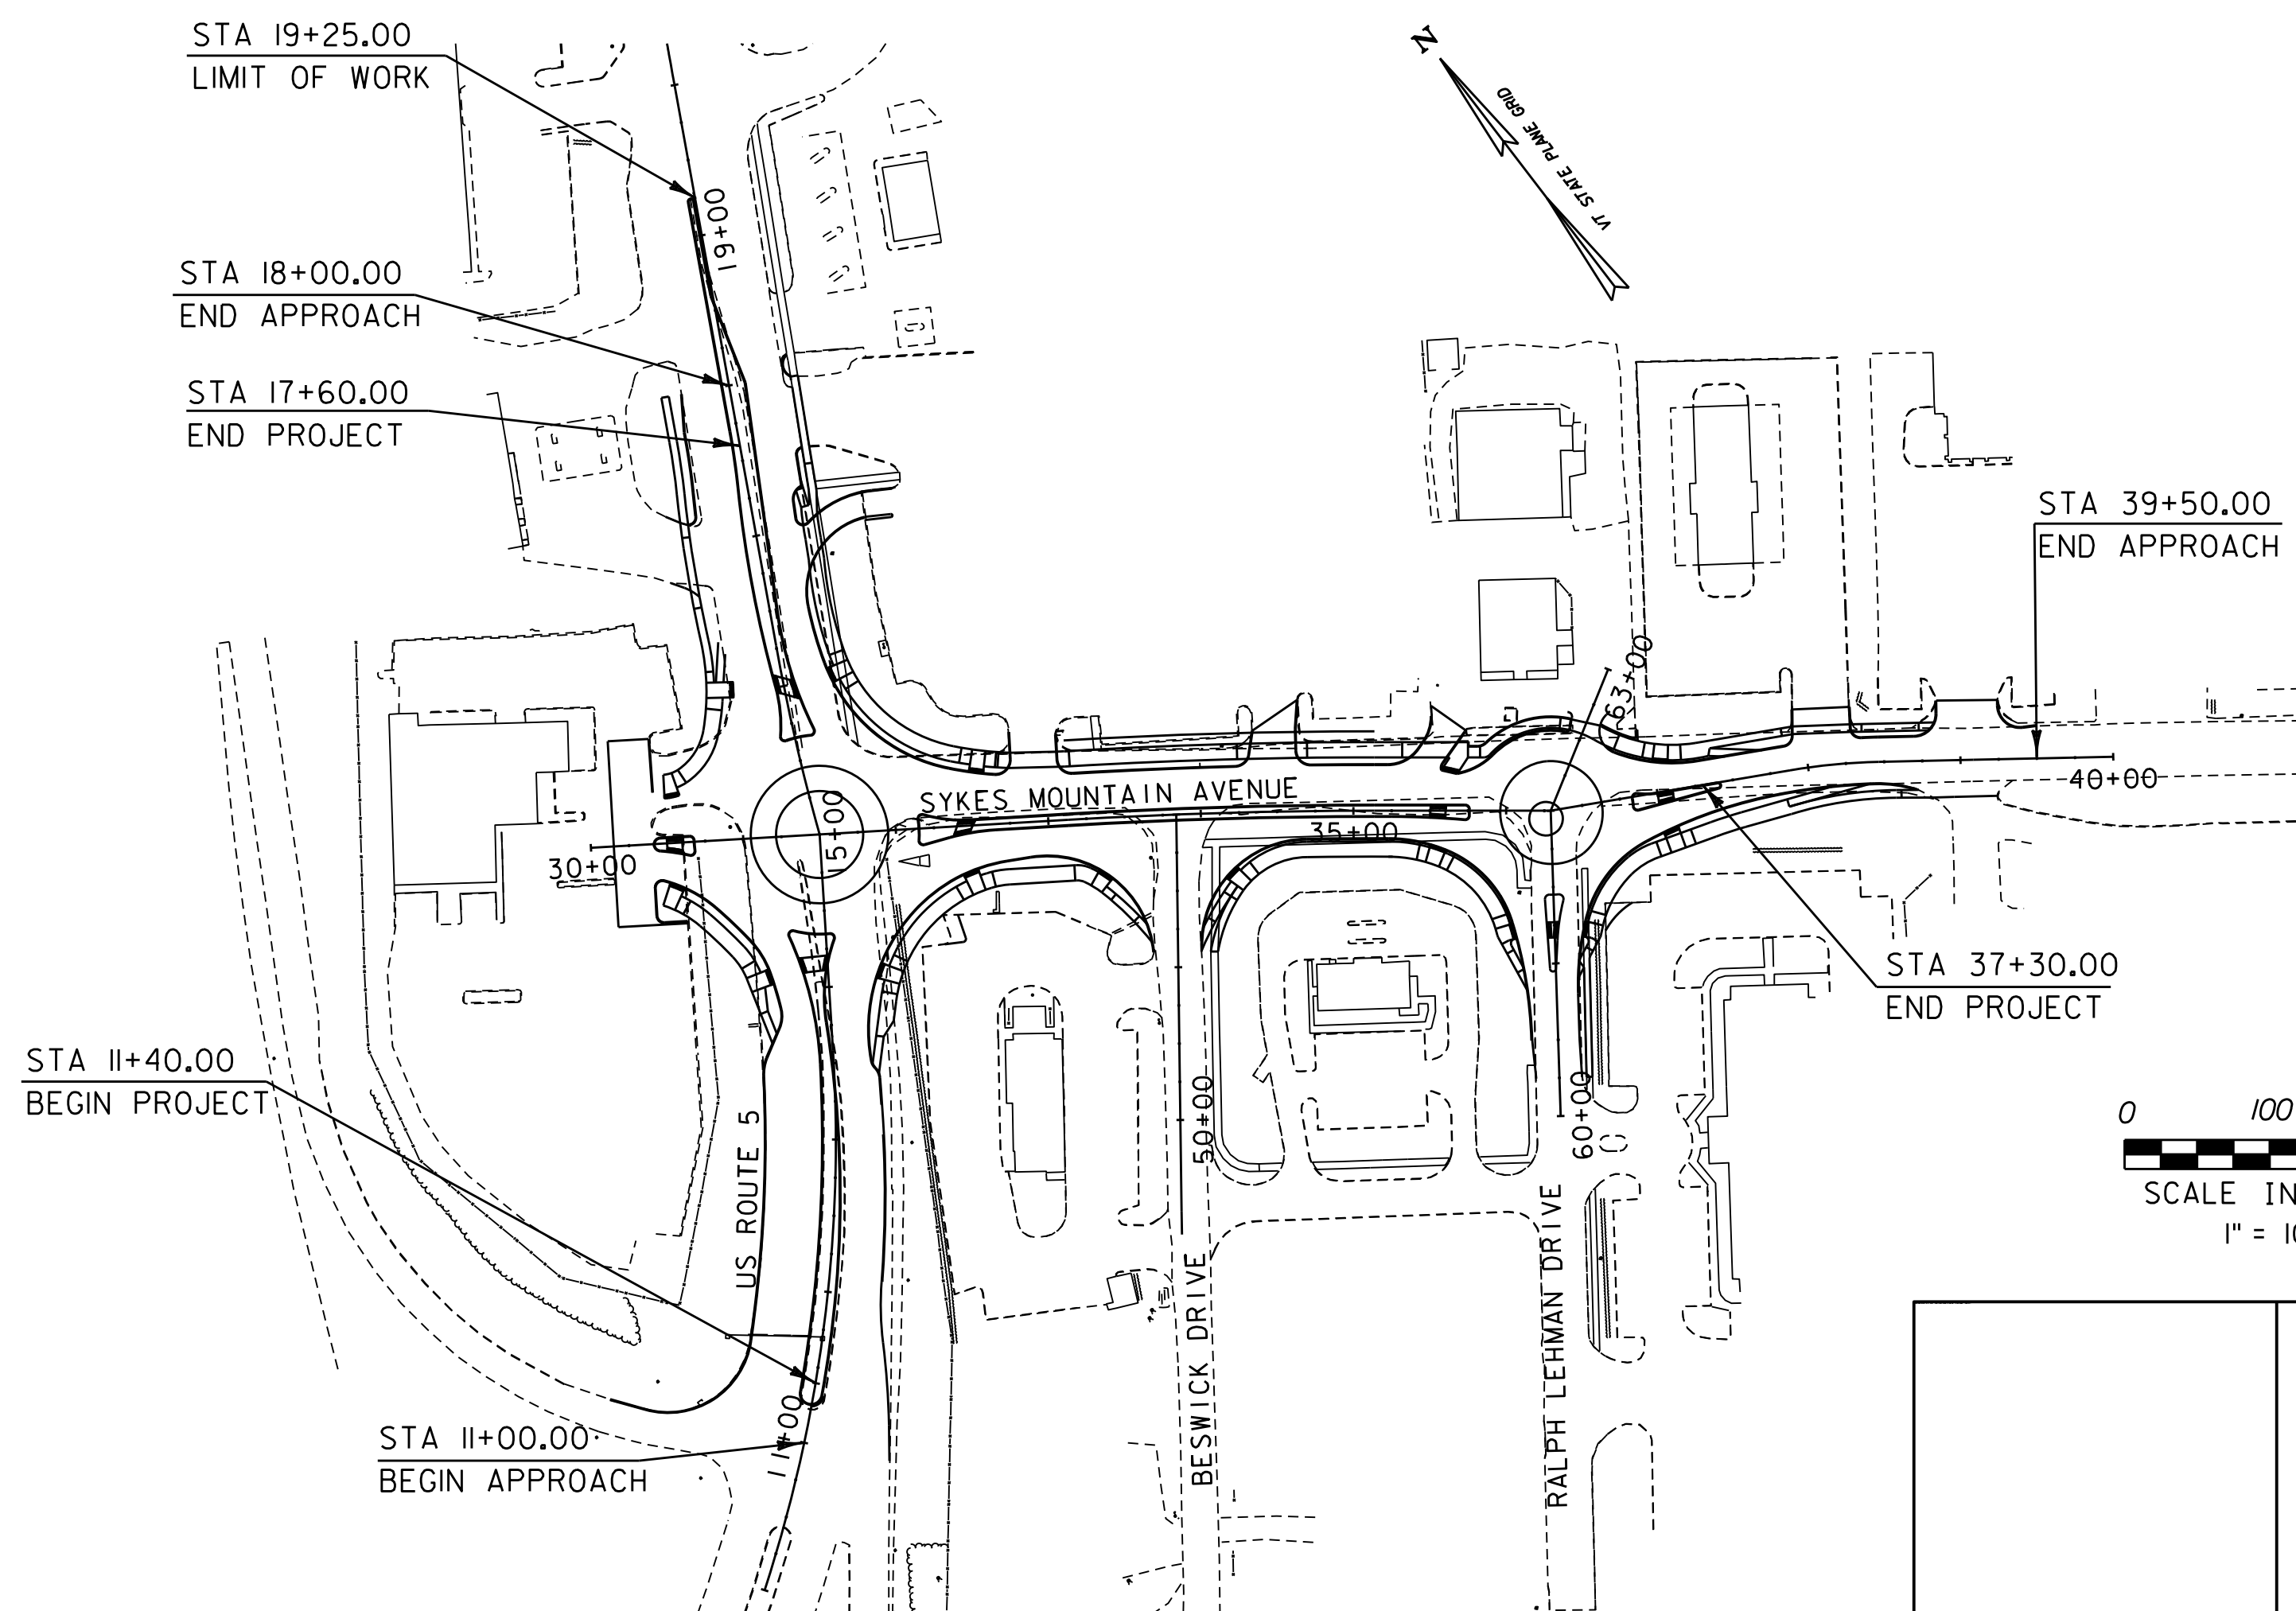 STA 19+25.00
LIMIT OF WORK
N
VT STATE PLANE GRID
19+00
STA 18+00.00
END APPROACH
STA 17+60.00
END PROJECT
STA 39+50.00
END APPROACH
63+00
SYKES MOUNTAIN AVENUE
40+00
15+00
35+00
30+00
STA 37+30.00
END PROJECT
STA 11+40.00
BEGIN PROJECT
US ROUTE 5
50+00
60+00
0 100
SCALE IN
1" = 10
BESWICK DRIVE
RALPH LEHMAN DRIVE
11+00
STA 11+00.00
BEGIN APPROACH